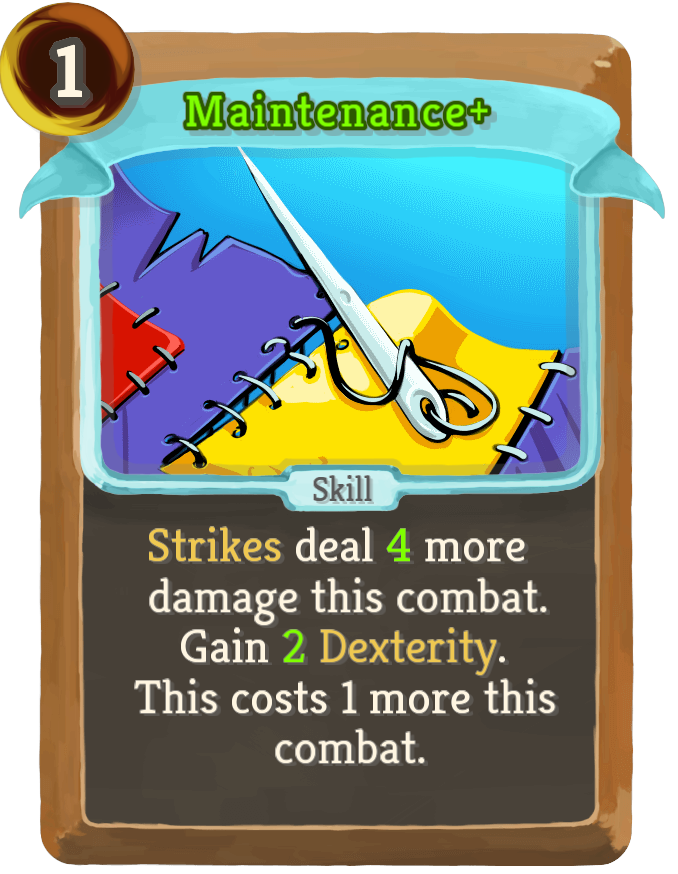 1
Maintenance+
Skill
Strikes deal 4 more
damage this combat.
Gain 2 Dexterity.
This costs 1 more this
combat.